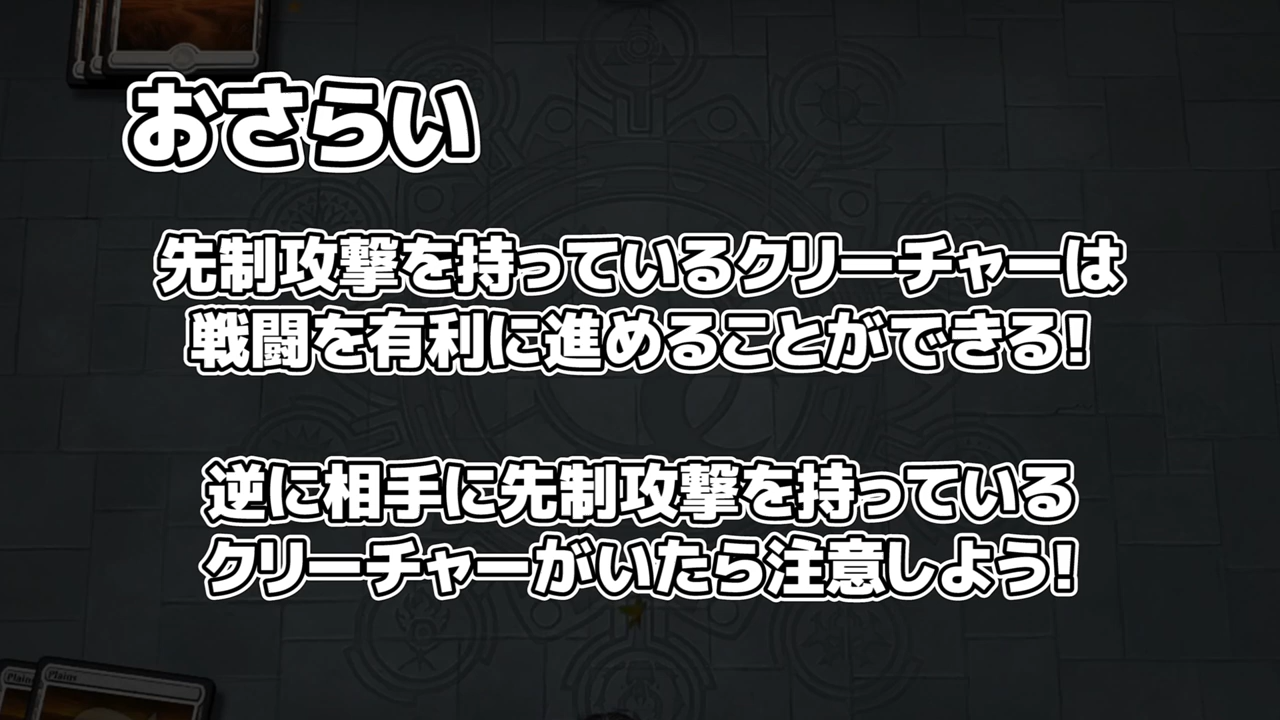 おさらい
先制攻撃を持っているクリーチャーは
戦闘を有利に進めることができる！
逆に相手に先制攻撃を持っている
クリーチャーがいたら注意しよう！
Plains
Plains